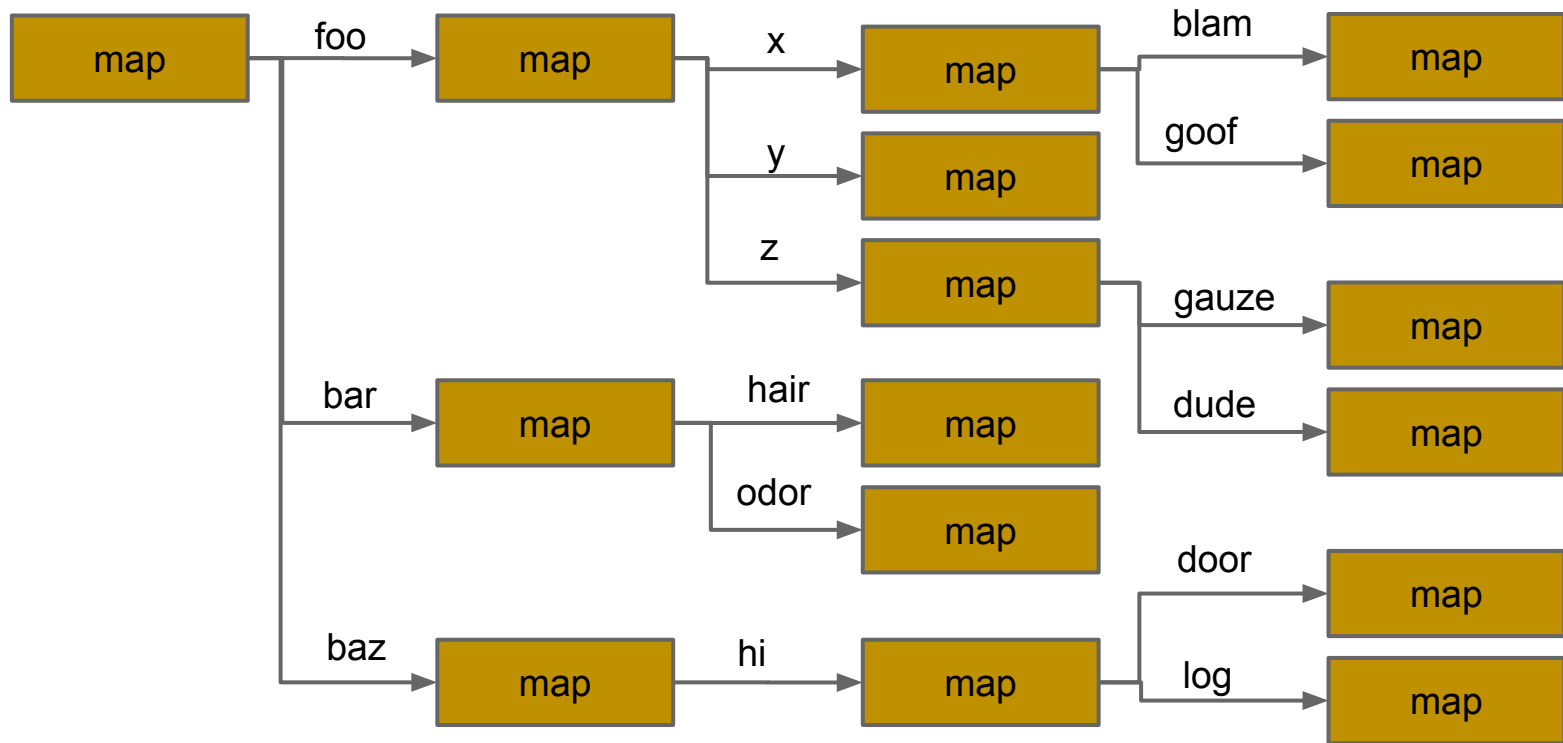 map foo map x map blam map
goof map
y map
z map gauze map
dude map
bar map hair map
odor map
door map
baz map hi map log map